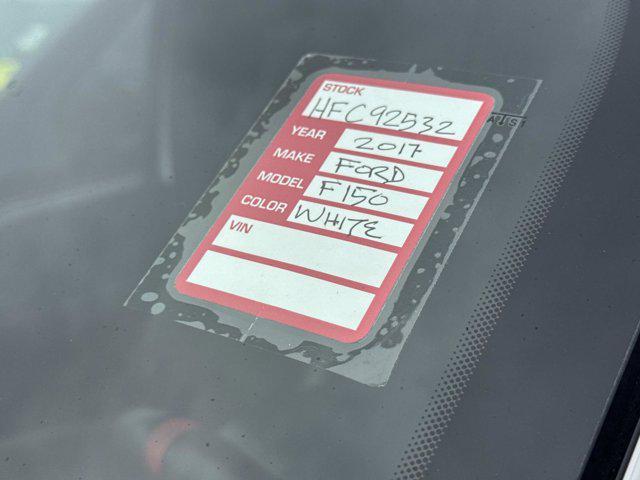 STOCK
HFC92532
YEAR 2017
MAKE FORD
MODEL F150
COLOR WHITE
VIN